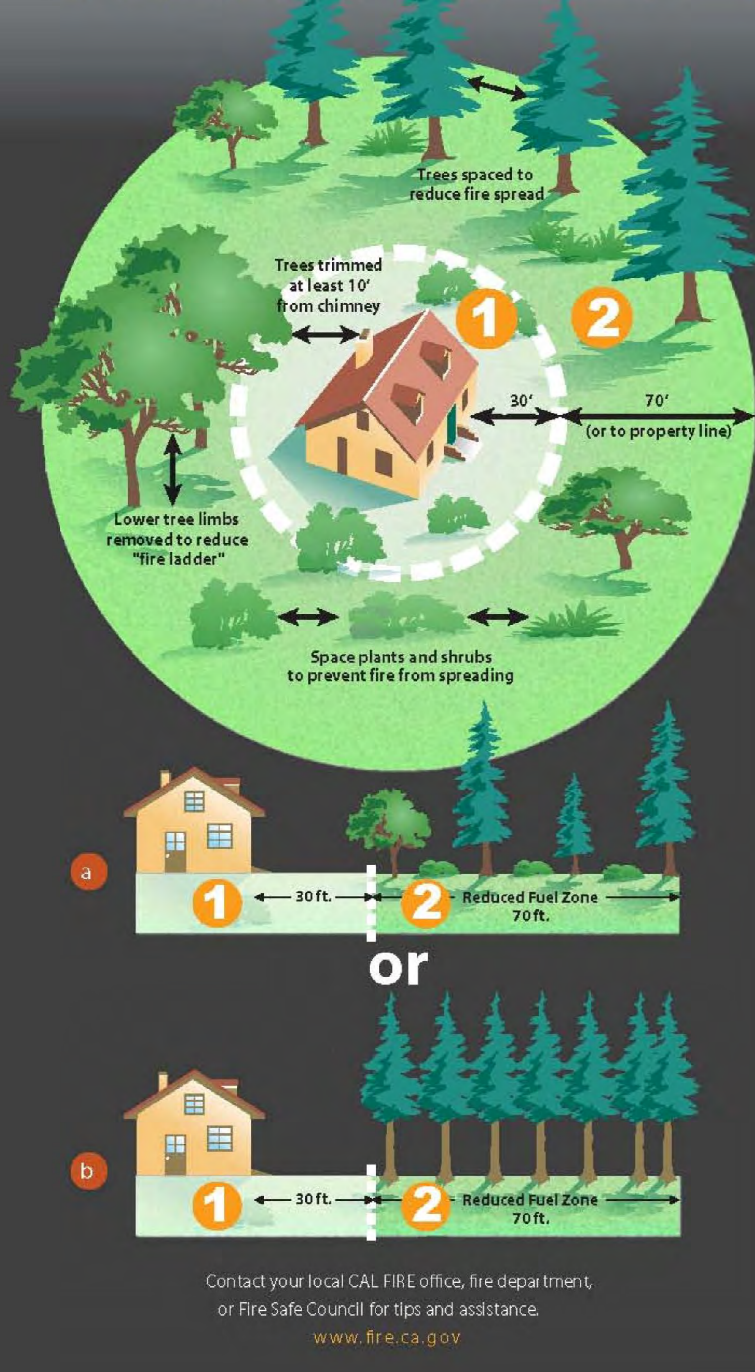 Trees spaced to
reduce fire spread
Trees trimmed
at least 10'
from chimney
1
2
30'
70'
(or to property line)
Lower tree limbs
removed to reduce
"fire ladder"
Space plants and shrubs
to prevent fire from spreading
a
1
30 ft.
2
Reduced Fuel Zone
70 ft.
or
b
1
30 ft.
2
Reduced Fuel Zone
70 ft.
Contact your local CAL FIRE office, fire department,
or Fire Safe Council for tips and assistance.
www.fire.ca.gov